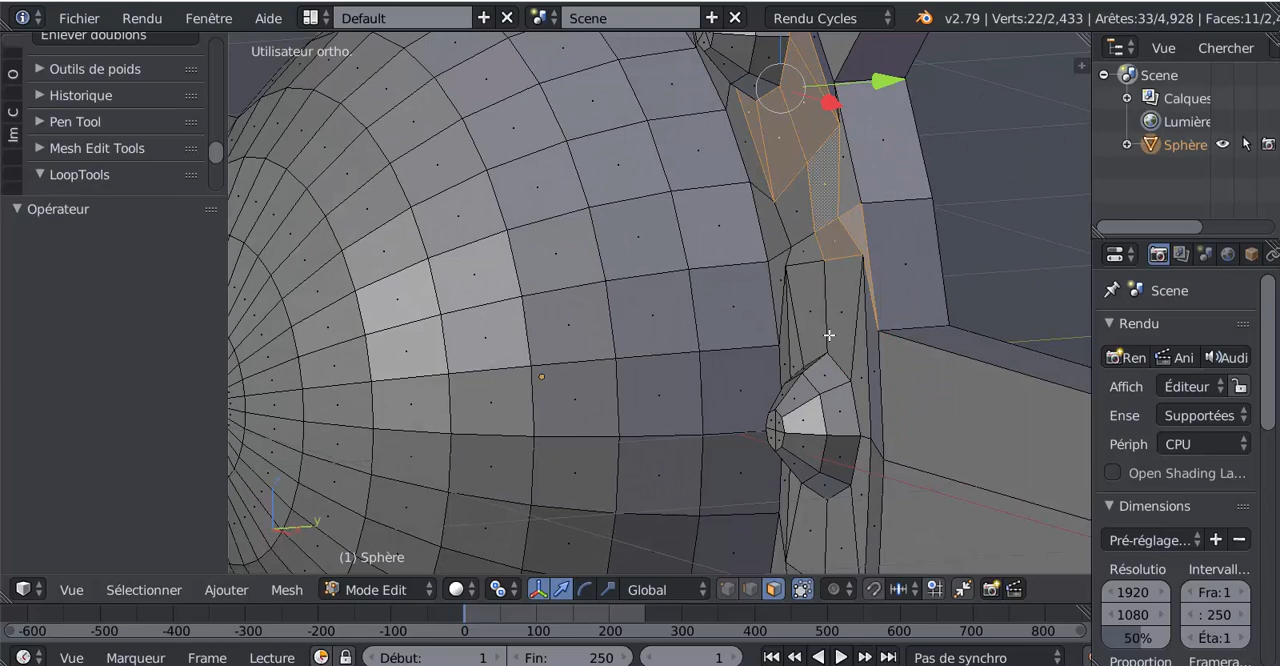 Fichier Rendu Fenêtre Aide Default Scene Rendu Cycles v2.79 | Verts:22/2,433 | Arêtes:33/4,928 | Faces:11/2,4
Enlever doublons
Outils de poids
Historique
Pen Tool
Mesh Edit Tools
LoopTools
Opérateur
O
C
Im
Utilisateur ortho.
z
y
(1) Sphère
Vue Chercher
Scene
Calques
Lumière
Sphère
Scene
Rendu
Ren Ani Audi
Affich Éditeur
Ense Supportées
Périph CPU
Open Shading La...
Dimensions
Pré-réglage...
Résolutio Intervall...
1920 Fra:1
1080 : 250
50% Éta:1
Proportion Framera
Vue Sélectionner Ajouter Mesh Mode Edit Global
-600 -500 -400 -300 -200 -100 0 100 200 300 400 500 600 700 800
Vue Marqueur Frame Lecture Début: 1 Fin: 250 1 Pas de synchro